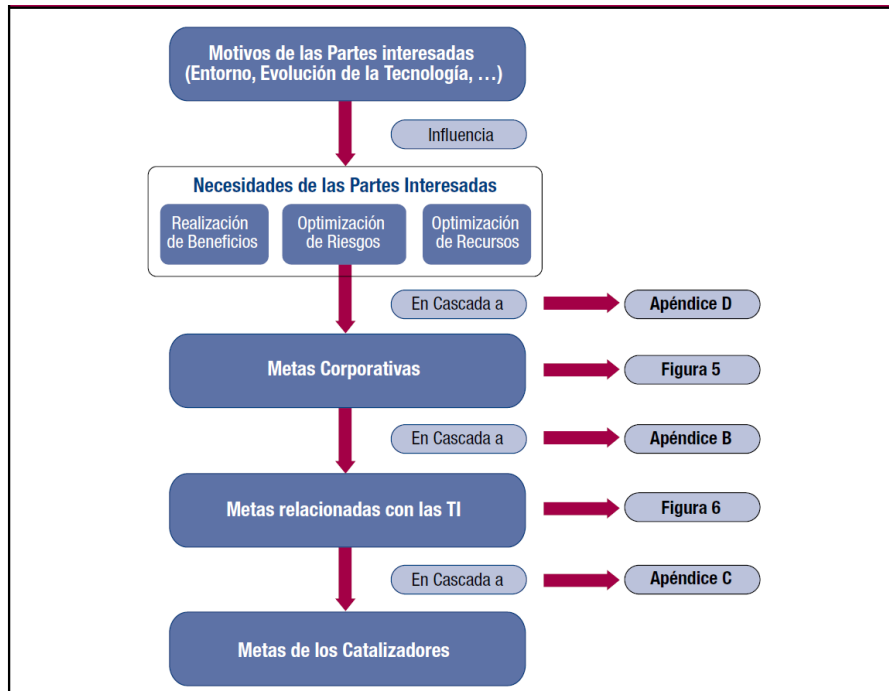 Motivos de las Partes interesadas
(Entorno, Evolución de la Tecnología, …)
Influencia
Necesidades de las Partes Interesadas
Realización
de Beneficios
Optimización
de Riesgos
Optimización
de Recursos
En Cascada a
Apéndice D
Metas Corporativas
Figura 5
En Cascada a
Apéndice B
Metas relacionadas con las TI
Figura 6
En Cascada a
Apéndice C
Metas de los Catalizadores